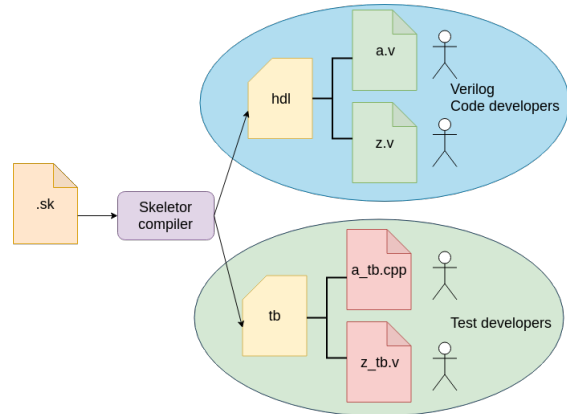 .sk
Skeletor
compiler
hdl
a.v
z.v
Verilog
Code developers
tb
a_tb.cpp
z_tb.v
Test developers